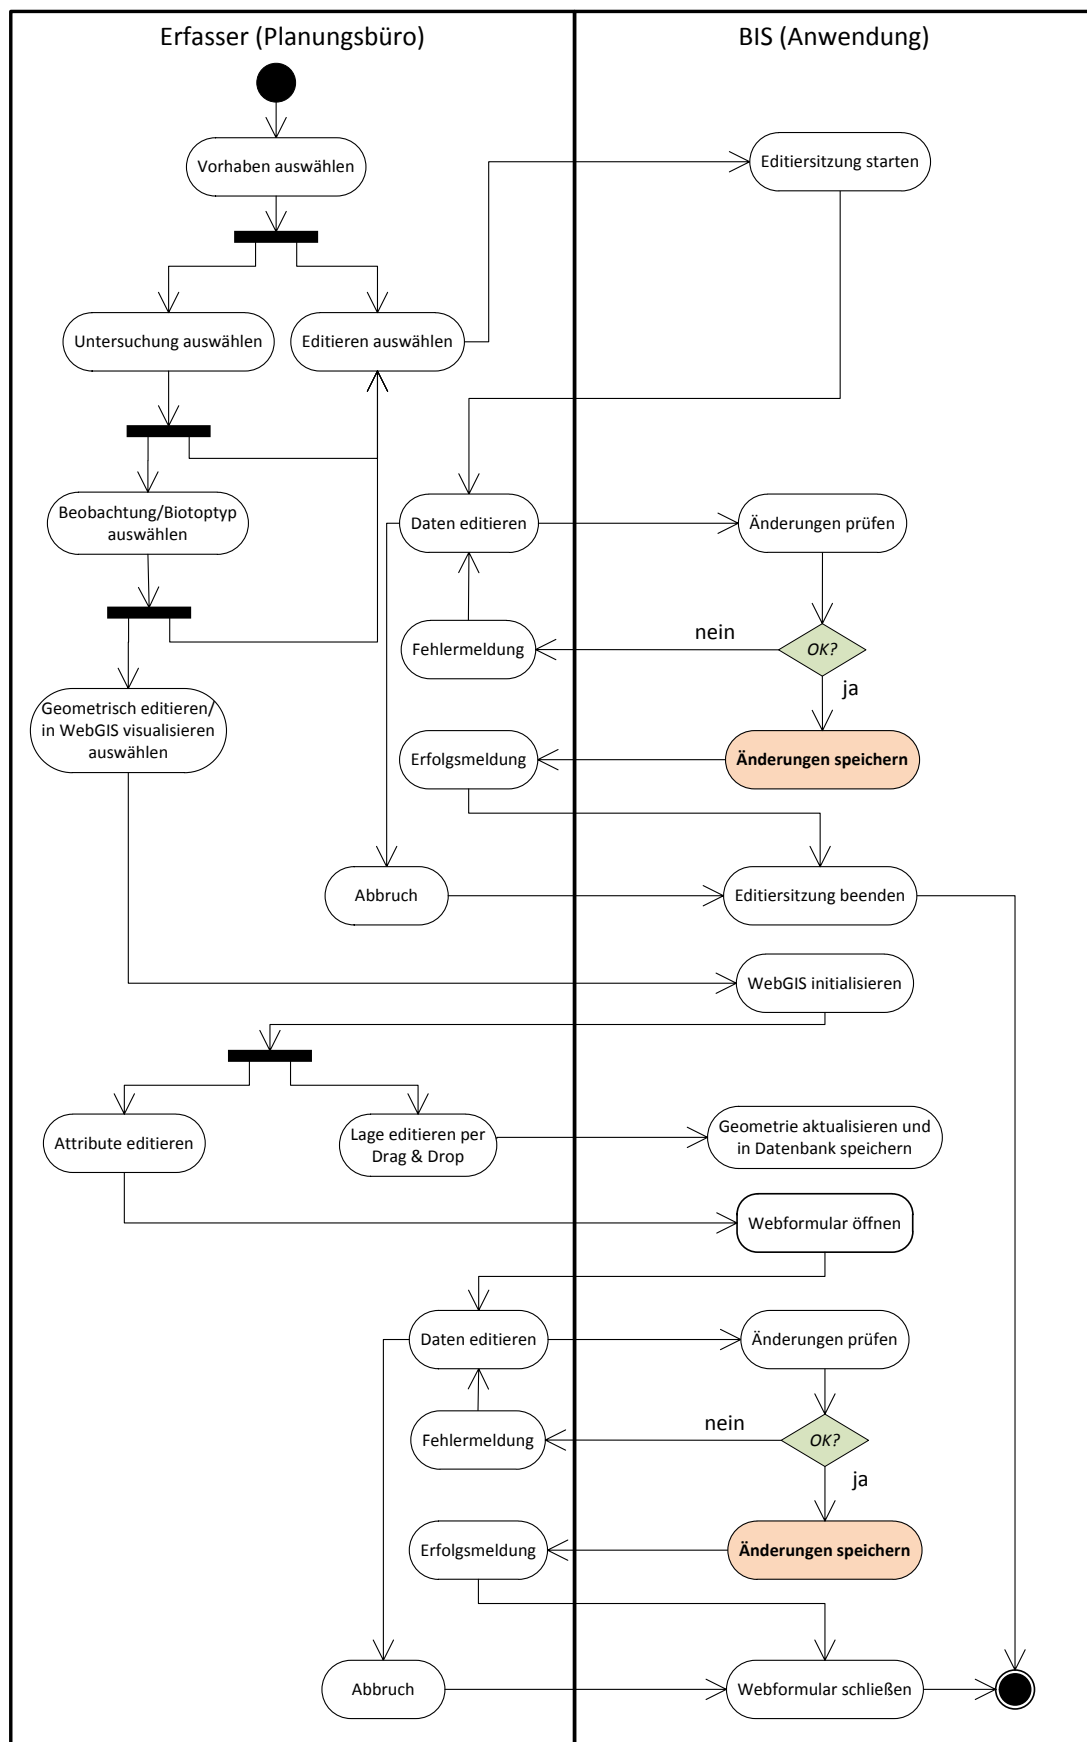 Erfasser (Planungsbüro)
BIS (Anwendung)
Vorhaben auswählen
Editiersitzung starten
Untersuchung auswählen
Editieren auswählen
Beobachtung/Biotoptyp
auswählen
Daten editieren
Änderungen prüfen
nein
Fehlermeldung
OK?
ja
Geometrisch editieren/
in WebGIS visualisieren
auswählen
Erfolgsmeldung
Änderungen speichern
Abbruch
Editiersitzung beenden
WebGIS initialisieren
Attribute editieren
Lage editieren per
Drag & Drop
Geometrie aktualisieren und
in Datenbank speichern
Webformular öffnen
Daten editieren
Änderungen prüfen
nein
Fehlermeldung
OK?
ja
Erfolgsmeldung
Änderungen speichern
Abbruch
Webformular schließen